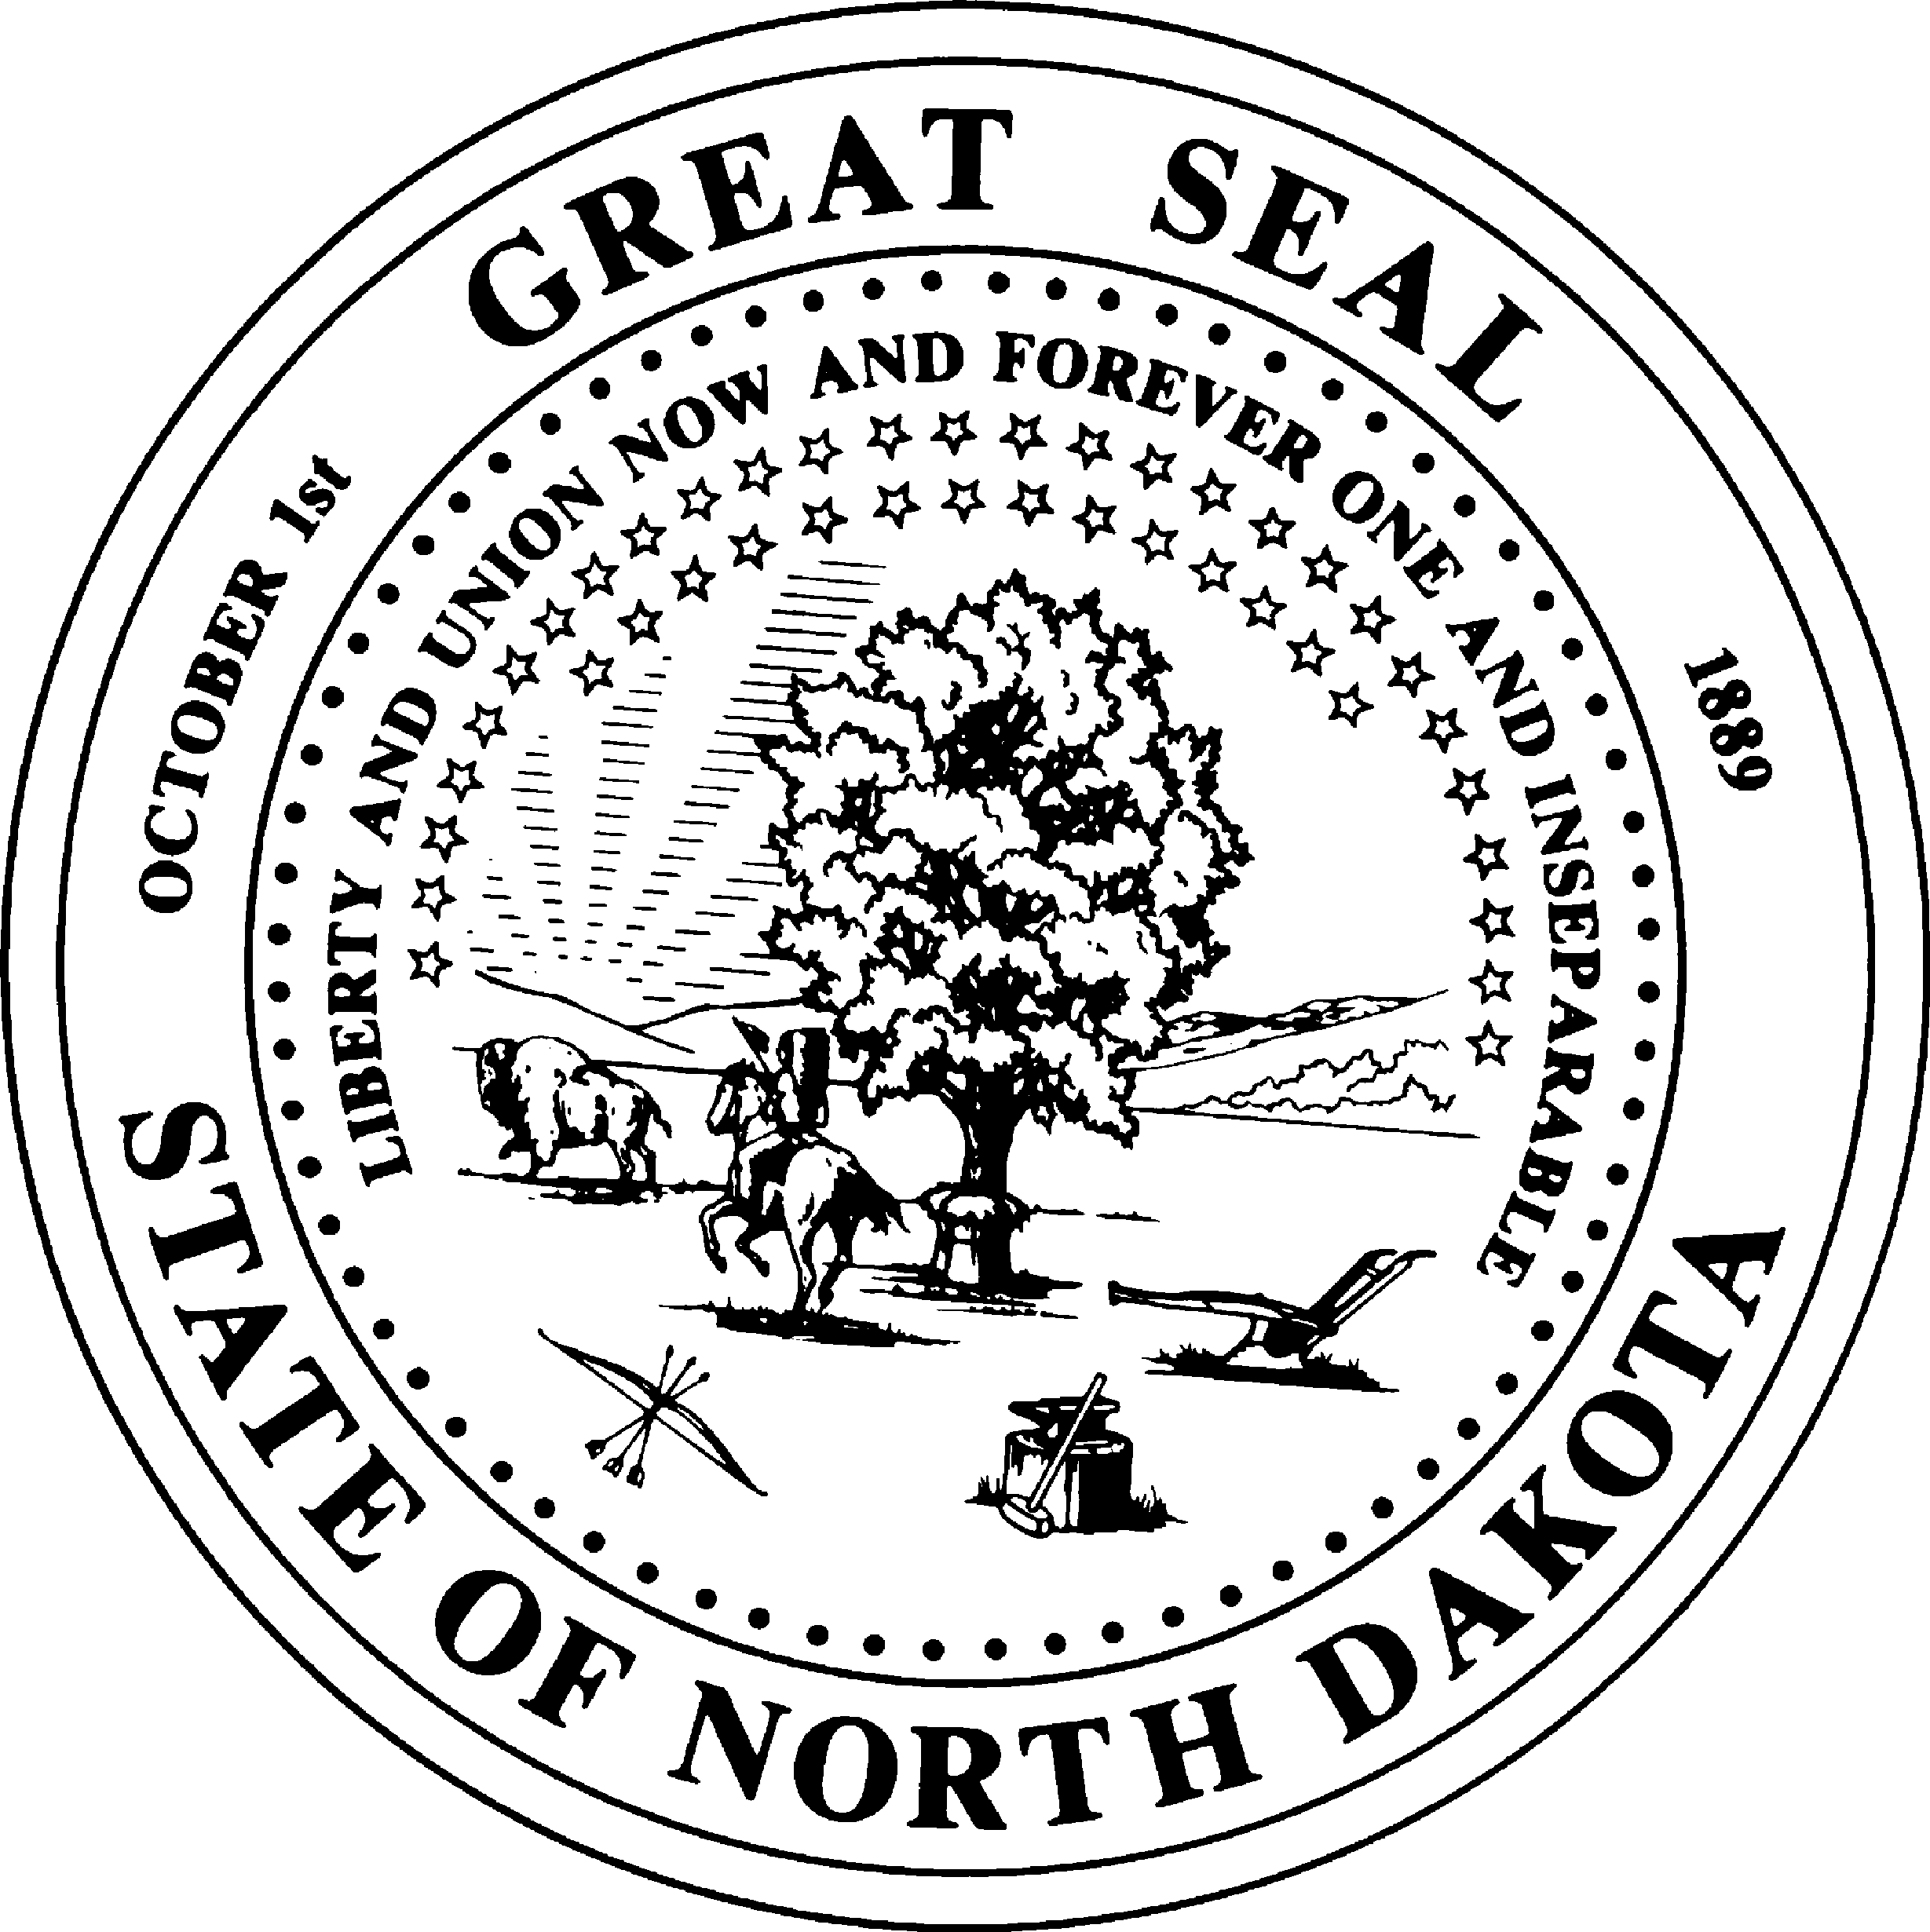 GREAT SEAL
OCTOBER 1st
1889
LIBERTY AND UNION NOW AND FOREVER ONE AND INSEPARABLE
STATE OF NORTH DAKOTA